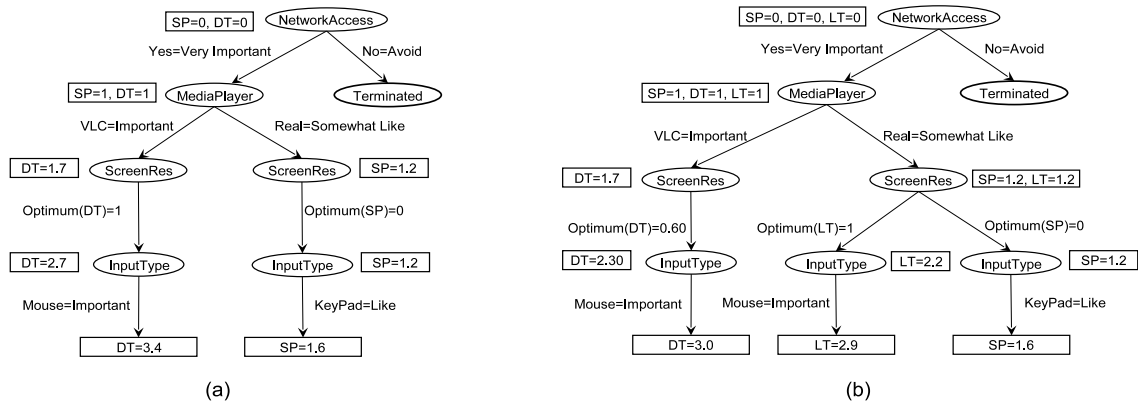 SP=0, DT=0
NetworkAccess
Yes=Very Important
No=Avoid
SP=1, DT=1
MediaPlayer
Terminated
VLC=Important
Real=Somewhat Like
DT=1.7
ScreenRes
ScreenRes
SP=1.2
Optimum(DT)=1
Optimum(SP)=0
DT=2.7
InputType
InputType
SP=1.2
Mouse=Important
KeyPad=Like
DT=3.4
SP=1.6
(a)
SP=0, DT=0, LT=0
NetworkAccess
Yes=Very Important
No=Avoid
SP=1, DT=1, LT=1
MediaPlayer
Terminated
VLC=Important
Real=Somewhat Like
DT=1.7
ScreenRes
ScreenRes
SP=1.2, LT=1.2
Optimum(DT)=0.60
Optimum(LT)=1
Optimum(SP)=0
DT=2.30
InputType
InputType
LT=2.2
InputType
SP=1.2
Mouse=Important
Mouse=Important
KeyPad=Like
DT=3.0
LT=2.9
SP=1.6
(b)